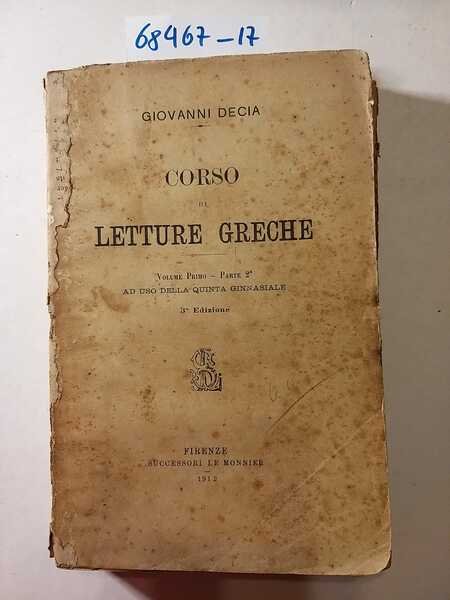 68467-17
GIOVANNI DECIA
CORSO
DI
LETTURE GRECHE
VOLUME PRIMO - PARTE 2ª
AD USO DELLA QUINTA GINNASIALE
3ª Edizione
FIRENZE
SUCCESSORI LE MONNIER
1912